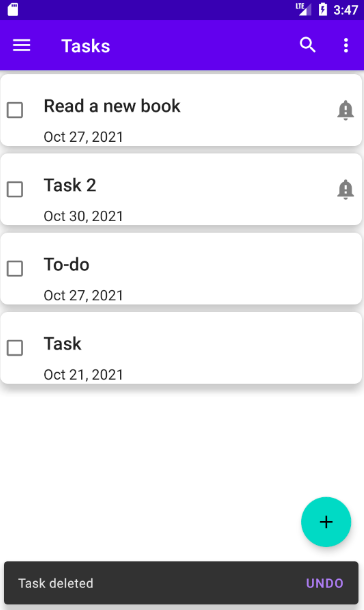 LTE 3:47
Tasks
Read a new book
Oct 27, 2021
Task 2
Oct 30, 2021
To-do
Oct 27, 2021
Task
Oct 21, 2021
Task deleted UNDO